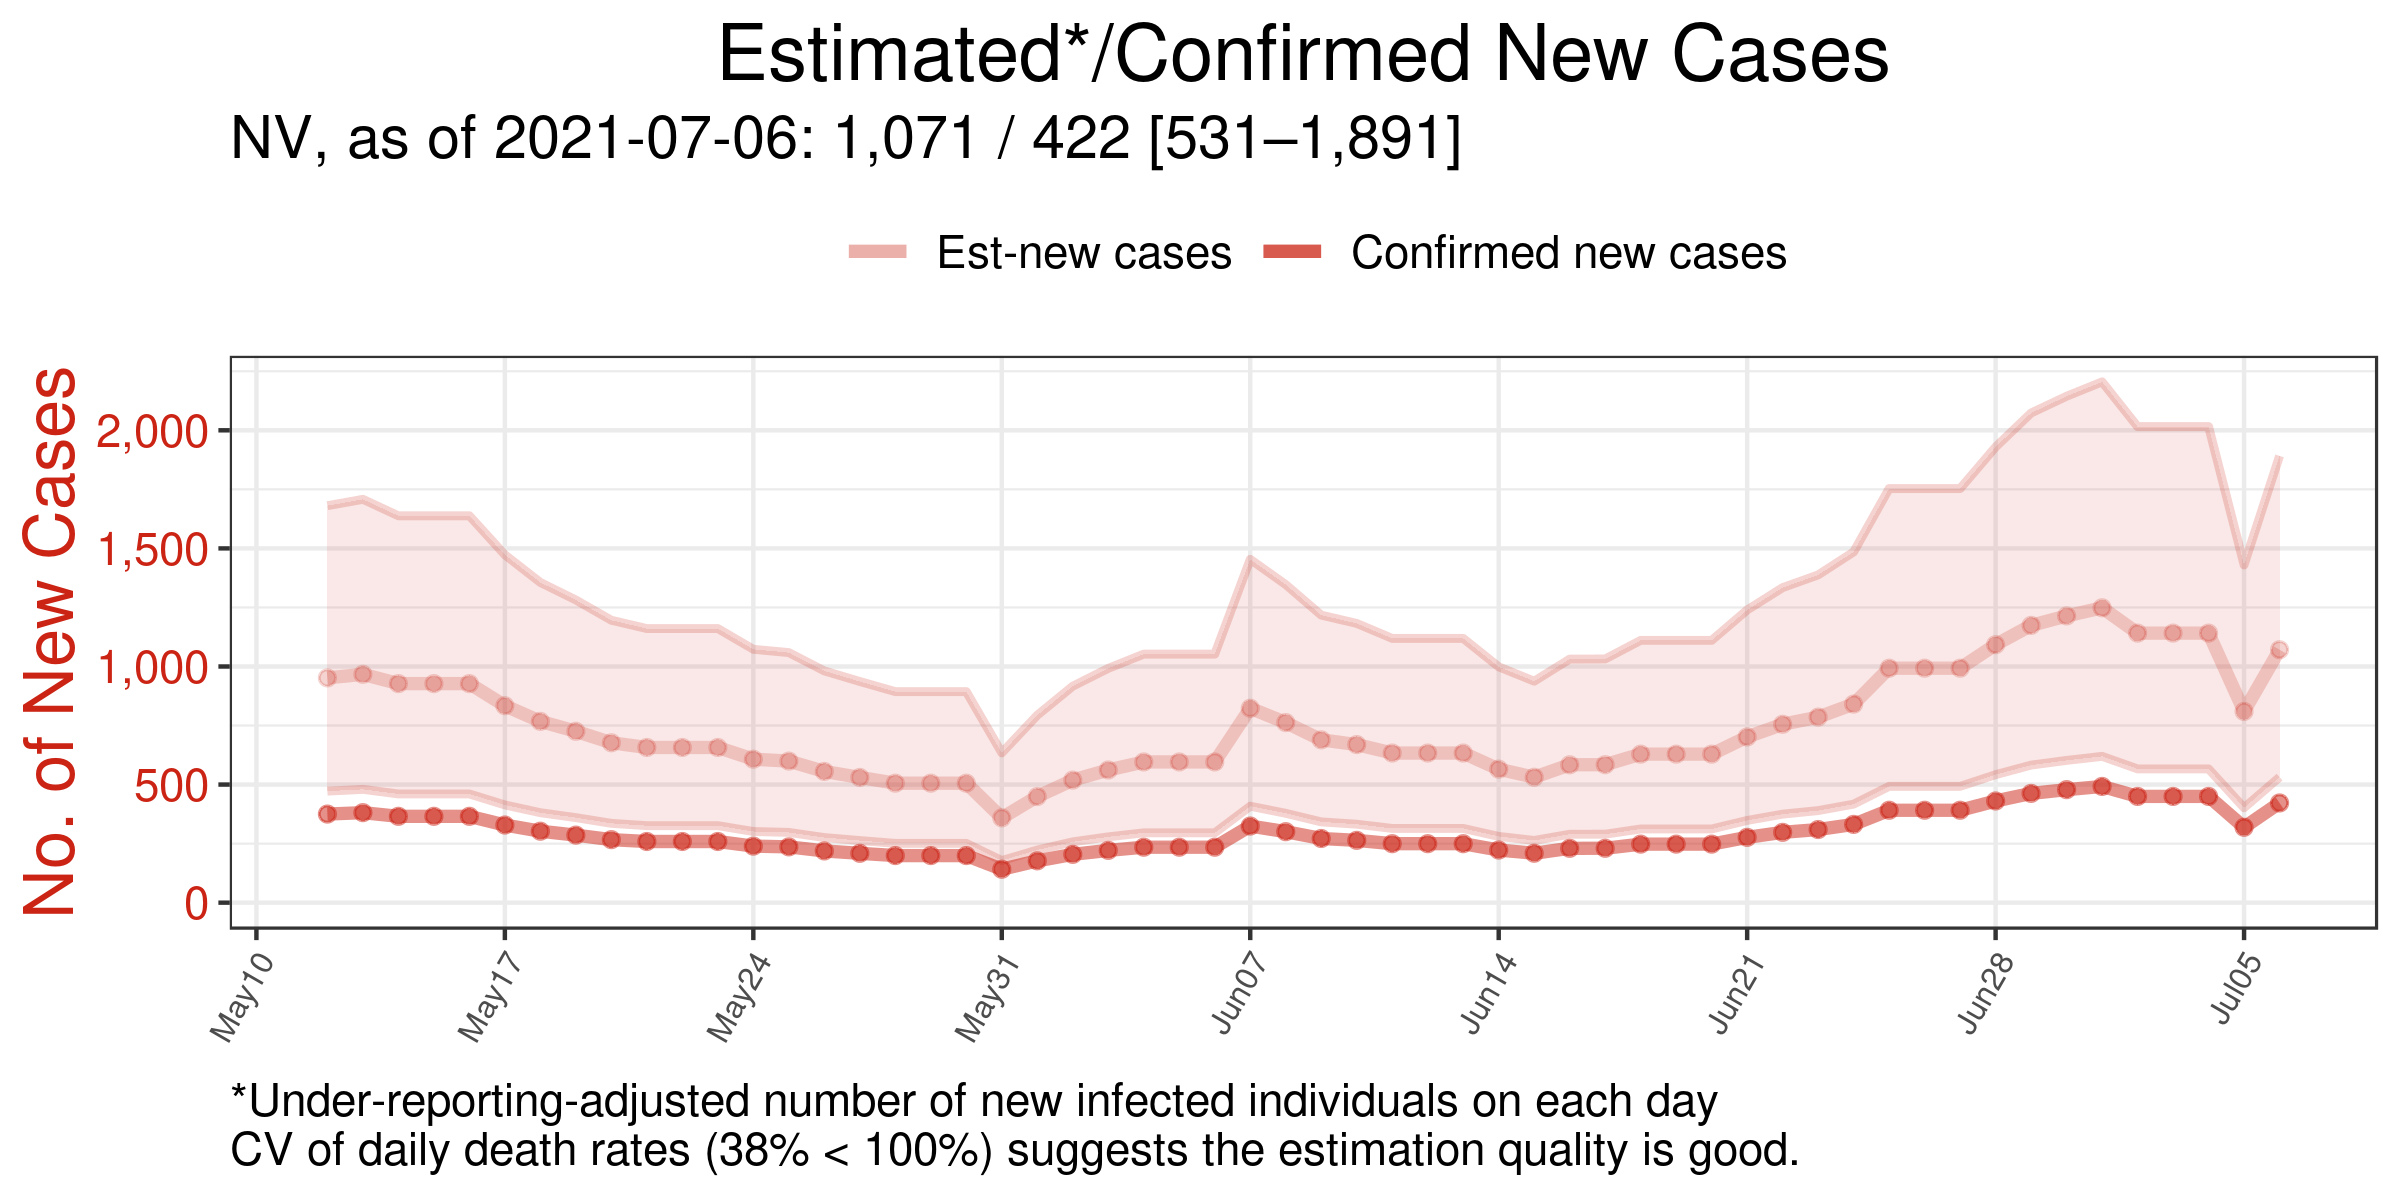 Estimated*/Confirmed New Cases
NV, as of 2021-07-06: 1,071 / 422 [531–1,891]
Est-new cases Confirmed new cases
No. of New Cases
2,000
1,500
1,000
500
0
May10 May17 May24 May31 Jun07 Jun14 Jun21 Jun28 Jul05
*Under-reporting-adjusted number of new infected individuals on each day
CV of daily death rates (38% < 100%) suggests the estimation quality is good.